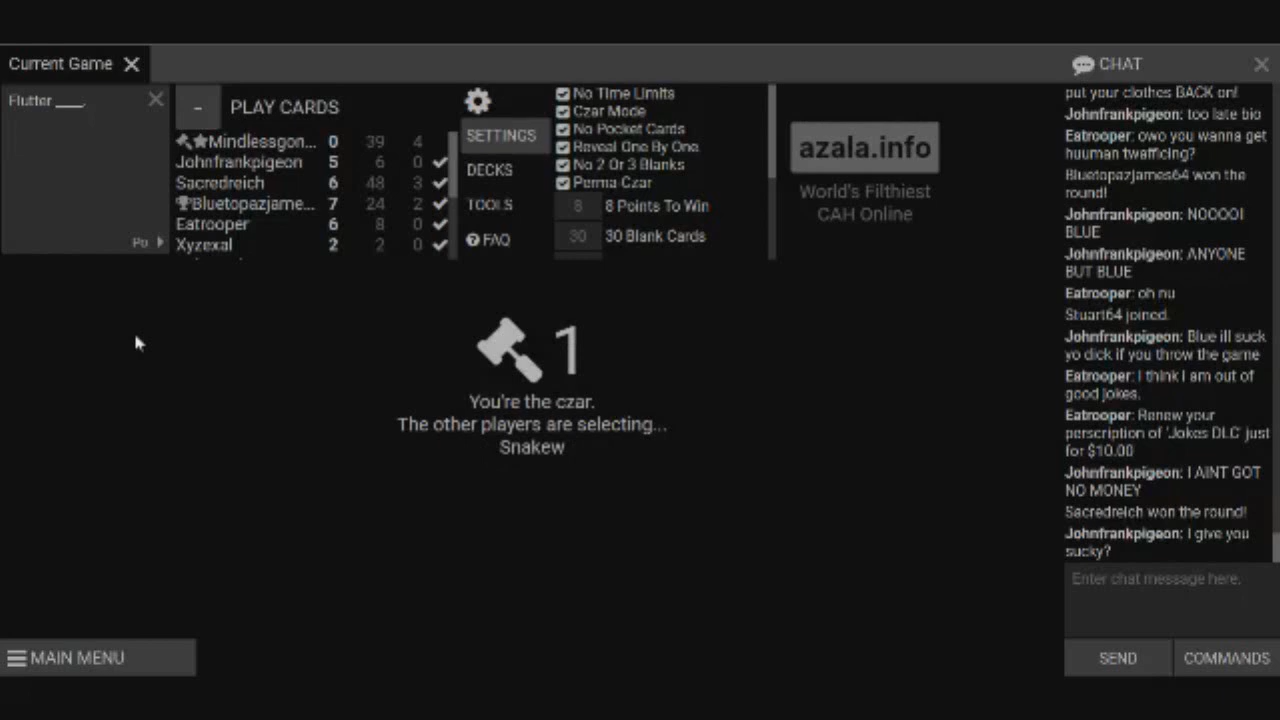 Current Game
CHAT
Flutter ____.
Po
-
PLAY CARDS
Mindlessgon... 0 39 4
Johnfrankpigeon 5 6 0
Sacredreich 6 48 3
Bluetopazjame... 7 24 2
Eatrooper 6 8 0
Xyzexal 2 2 0
SETTINGS
DECKS
TOOLS
FAQ
No Time Limits
Czar Mode
No Pocket Cards
Reveal One By One
No 2 Or 3 Blanks
Perma Czar
8 8 Points To Win
30 30 Blank Cards
azala.info
World's Filthiest
CAH Online
1
You're the czar.
The other players are selecting...
Snakew
put your clothes BACK on!
Johnfrankpigeon: too late bio
Eatrooper: owo you wanna get
huuman twafficing?
Bluetopazjames64 won the
round!
Johnfrankpigeon: NOOOOI
BLUE
Johnfrankpigeon: ANYONE
BUT BLUE
Eatrooper: oh nu
Stuart64 joined.
Johnfrankpigeon: Blue ill suck
yo dick if you throw the game
Eatrooper: I think I am out of
good jokes.
Eatrooper: Renew your
perscription of 'Jokes DLC' just
for $10.00
Johnfrankpigeon: I AINT GOT
NO MONEY
Sacredreich won the round!
Johnfrankpigeon: I give you
sucky?
Enter chat message here.
SEND
COMMANDS
MAIN MENU